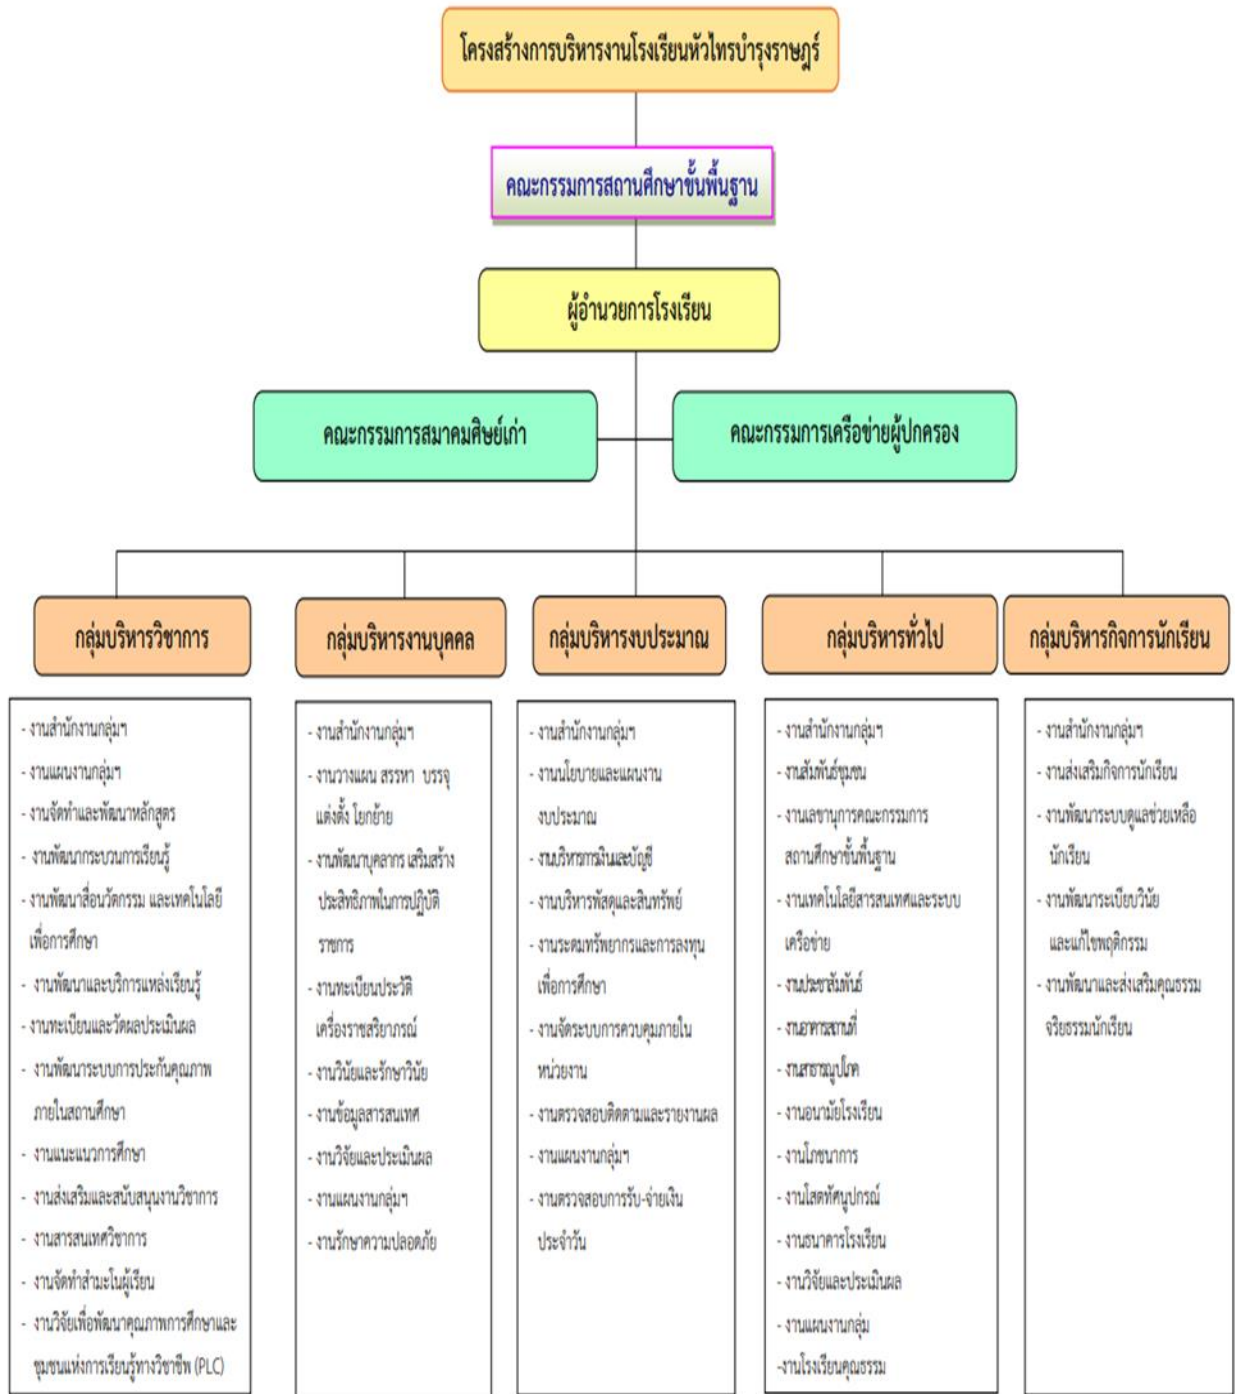 โครงสร้างการบริหารงานโรงเรียนหัวไทรบำรุงราษฎร์
คณะกรรมการสถานศึกษาขั้นพื้นฐาน
ผู้อำนวยการโรงเรียน
คณะกรรมการสมาคมศิษย์เก่า
คณะกรรมการเครือข่ายผู้ปกครอง
กลุ่มบริหารวิชาการ
- งานสำนักงานกลุ่มฯ
- งานแผนงานกลุ่มฯ
- งานจัดทำและพัฒนาหลักสูตร
- งานพัฒนากระบวนการเรียนรู้
- งานพัฒนาสื่อนวัตกรรม และเทคโนโลยี
เพื่อการศึกษา
- งานพัฒนาและบริการแหล่งเรียนรู้
- งานทะเบียนและวัดผลประเมินผล
- งานพัฒนาระบบการประกันคุณภาพ
ภายในสถานศึกษา
- งานแนะแนวการศึกษา
- งานส่งเสริมและสนับสนุนงานวิชาการ
- งานสารสนเทศวิชาการ
- งานจัดทำสำมะโนผู้เรียน
- งานวิจัยเพื่อพัฒนาคุณภาพการศึกษาและ
ชุมชนแห่งการเรียนรู้ทางวิชาชีพ (PLC)
กลุ่มบริหารงานบุคคล
- งานสำนักงานกลุ่มฯ
- งานวางแผน สรรหา บรรจุ
แต่งตั้ง โยกย้าย
- งานพัฒนาบุคลากร เสริมสร้าง
ประสิทธิภาพในการปฏิบัติ
ราชการ
- งานทะเบียนประวัติ
เครื่องราชสริยาภรณ์
- งานวินัยและรักษาวินัย
- งานข้อมูลสารสนเทศ
- งานวิจัยและประเมินผล
- งานแผนงานกลุ่มฯ
- งานรักษาความปลอดภัย
กลุ่มบริหารงบประมาณ
- งานสำนักงานกลุ่มฯ
- งานนโยบายและแผนงาน
งบประมาณ
- งานบริหารการเงินและบัญชี
- งานบริหารพัสดุและสินทรัพย์
- งานระดมทรัพยากรและการลงทุน
เพื่อการศึกษา
- งานจัดระบบการควบคุมภายใน
หน่วยงาน
- งานตรวจสอบติดตามและรายงานผล
- งานแผนงานกลุ่มฯ
- งานตรวจสอบการรับ-จ่ายเงิน
ประจำวัน
กลุ่มบริหารทั่วไป
- งานสำนักงานกลุ่มฯ
- งานสัมพันธ์ชุมชน
- งานเลขานุการคณะกรรมการ
สถานศึกษาขั้นพื้นฐาน
- งานเทคโนโลยีสารสนเทศและระบบ
เครือข่าย
- งานประชาสัมพันธ์
- งานอาคารสถานที่
- งานสาธารณูปโภค
- งานอนามัยโรงเรียน
- งานโภชนาการ
- งานโสตทัศนูปกรณ์
- งานธนาคารโรงเรียน
- งานวิจัยและประเมินผล
- งานแผนงานกลุ่ม
-งานโรงเรียนคุณธรรม
กลุ่มบริหารกิจการนักเรียน
- งานสำนักงานกลุ่มฯ
- งานส่งเสริมกิจการนักเรียน
- งานพัฒนาระบบดูแลช่วยเหลือ
นักเรียน
- งานพัฒนาระเบียบวินัย
และแก้ไขพฤติกรรม
- งานพัฒนาและส่งเสริมคุณธรรม
จริยธรรมนักเรียน